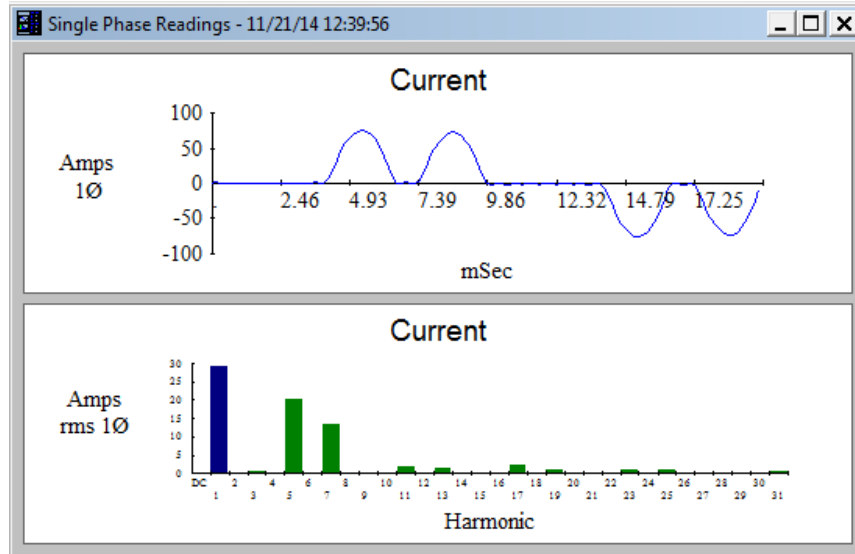 Single Phase Readings - 11/21/14 12:39:56
Current
100
50
0
-50
-100
Amps
1Ø
2.46 4.93 7.39 9.86 12.32 14.79 17.25
mSec
Current
30
25
20
15
10
5
0
Amps
rms 1Ø
DC 2 4 6 8 10 12 14 16 18 20 22 24 26 28 30
1 3 5 7 9 11 13 15 17 19 21 23 25 27 29 31
Harmonic